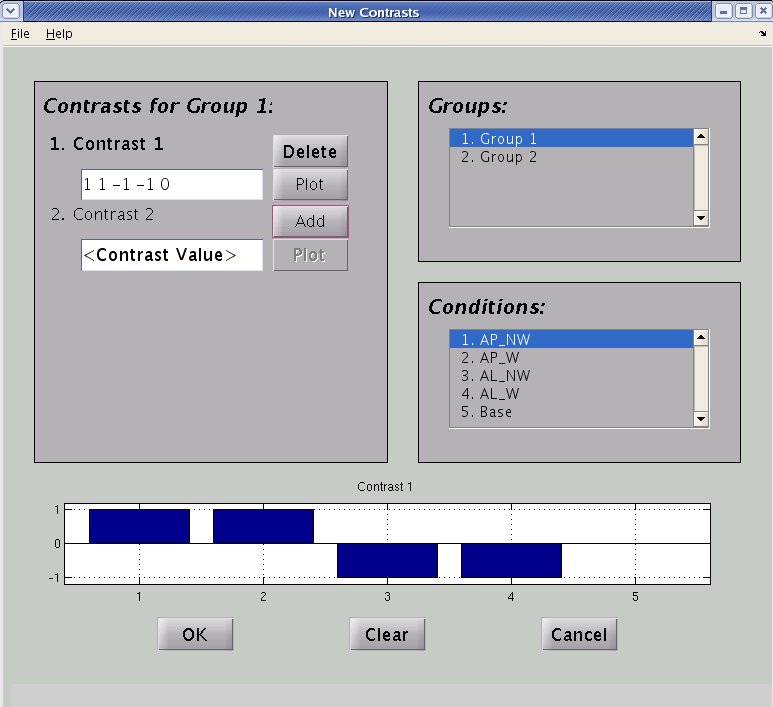 New Contrasts
File Help
Contrasts for Group 1:
1. Contrast 1
Delete
1 1 -1 -1 0
Plot
2. Contrast 2
Add
<Contrast Value>
Plot
Groups:
1. Group 1
2. Group 2
Conditions:
1. AP_NW
2. AP_W
3. AL_NW
4. AL_W
5. Base
Contrast 1
1
0
-1
1 2 3 4 5
OK Clear Cancel